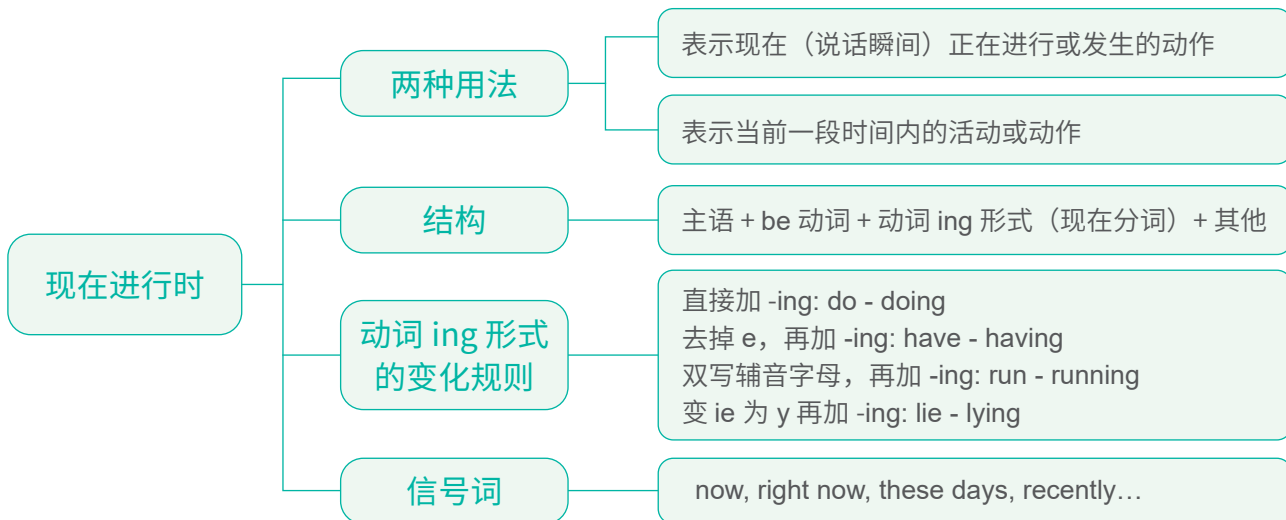 现在进行时
两种用法
表示现在（说话瞬间）正在进行或发生的动作
表示当前一段时间内的活动或动作
结构
主语 + be 动词 + 动词 ing 形式（现在分词）+ 其他
动词 ing 形式
的变化规则
直接加 -ing: do - doing
去掉 e，再加 -ing: have - having
双写辅音字母，再加 -ing: run - running
变 ie 为 y 再加 -ing: lie - lying
信号词
now, right now, these days, recently…